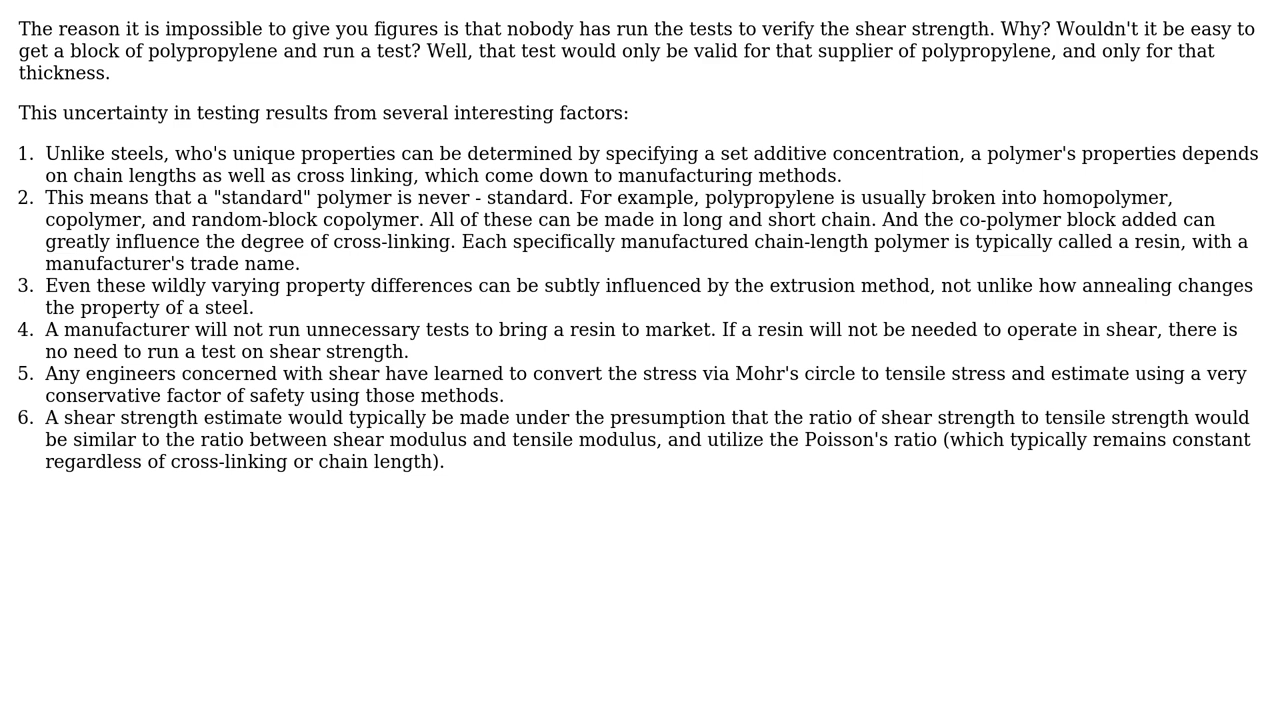 The reason it is impossible to give you figures is that nobody has run the tests to verify the shear strength. Why? Wouldn't it be easy to
get a block of polypropylene and run a test? Well, that test would only be valid for that supplier of polypropylene, and only for that
thickness.
This uncertainty in testing results from several interesting factors:
1. Unlike steels, who's unique properties can be determined by specifying a set additive concentration, a polymer's properties depends
on chain lengths as well as cross linking, which come down to manufacturing methods.
2. This means that a "standard" polymer is never - standard. For example, polypropylene is usually broken into homopolymer,
copolymer, and random-block copolymer. All of these can be made in long and short chain. And the co-polymer block added can
greatly influence the degree of cross-linking. Each specifically manufactured chain-length polymer is typically called a resin, with a
manufacturer's trade name.
3. Even these wildly varying property differences can be subtly influenced by the extrusion method, not unlike how annealing changes
the property of a steel.
4. A manufacturer will not run unnecessary tests to bring a resin to market. If a resin will not be needed to operate in shear, there is
no need to run a test on shear strength.
5. Any engineers concerned with shear have learned to convert the stress via Mohr's circle to tensile stress and estimate using a very
conservative factor of safety using those methods.
6. A shear strength estimate would typically be made under the presumption that the ratio of shear strength to tensile strength would
be similar to the ratio between shear modulus and tensile modulus, and utilize the Poisson's ratio (which typically remains constant
regardless of cross-linking or chain length).